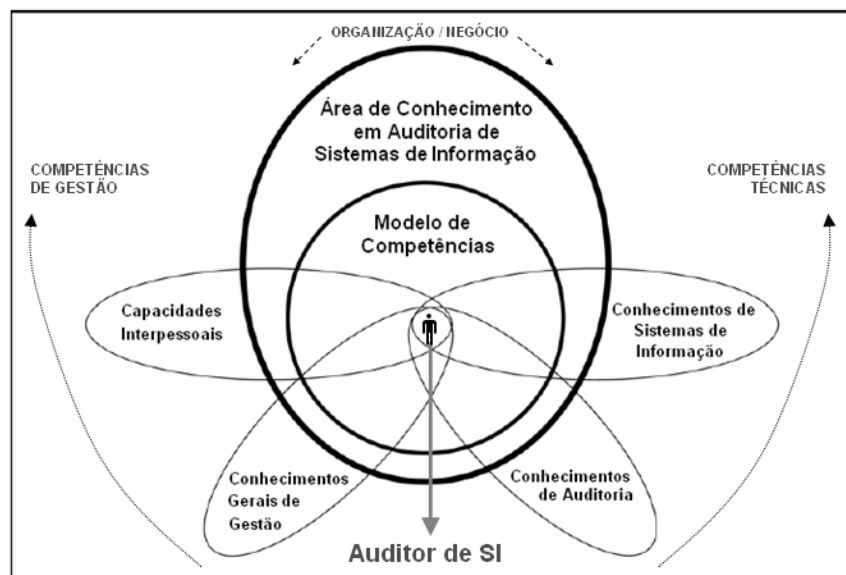 ORGANIZAÇÃO / NEGÓCIO
Área de Conhecimento
em Auditoria de
Sistemas de Informação
COMPETÊNCIAS
DE GESTÃO
COMPETÊNCIAS
TÉCNICAS
Modelo de
Competências
Capacidades
Interpessoais
Conhecimentos de
Sistemas de
Informação
Conhecimentos
Gerais de
Gestão
Conhecimentos
de Auditoria
Auditor de SI